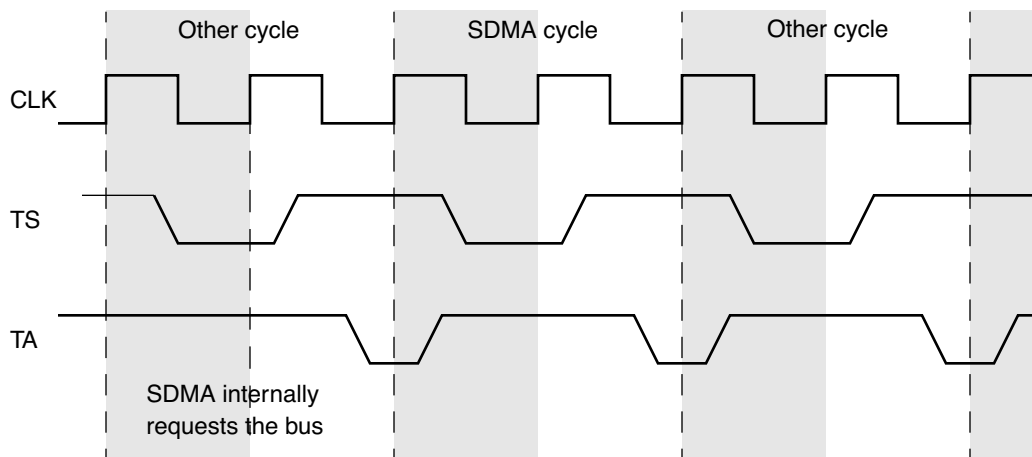 Other cycle
SDMA cycle
Other cycle
CLK
TS
TA
SDMA internally
requests the bus